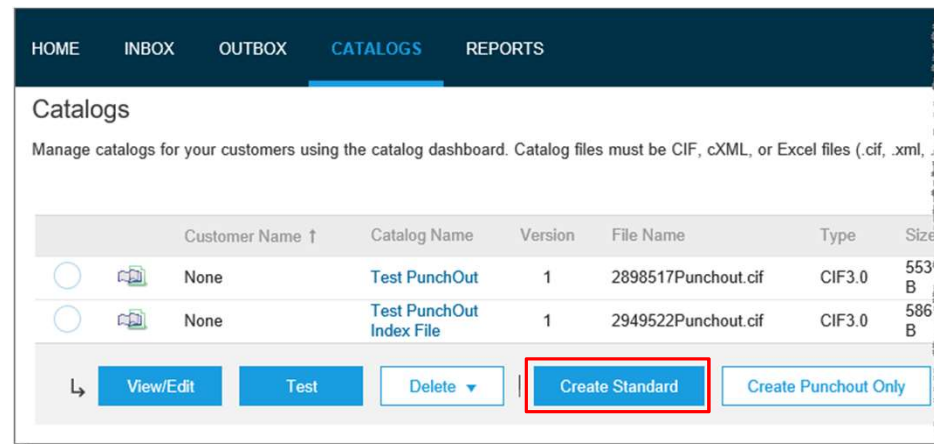 HOME INBOX OUTBOX CATALOGS REPORTS
Catalogs
Manage catalogs for your customers using the catalog dashboard. Catalog files must be CIF, cXML, or Excel files (.cif, .xml,
Customer Name ↑ Catalog Name Version File Name Type Size
None Test PunchOut 1 2898517Punchout.cif CIF3.0 553
B
None Test PunchOut
Index File 1 2949522Punchout.cif CIF3.0 586
B
View/Edit Test Delete ▼ Create Standard Create Punchout Only